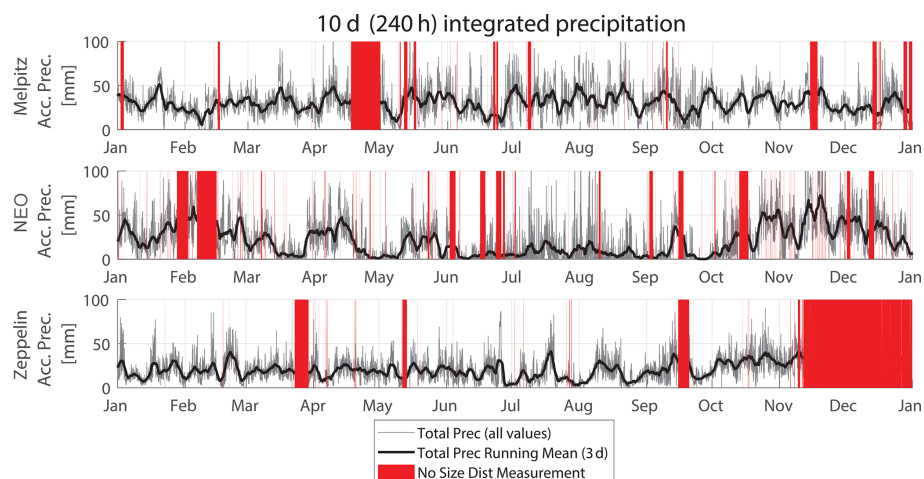 10 d (240 h) integrated precipitation
Melpitz
Acc. Prec.
[mm]
100
50
0
Jan Feb Mar Apr May Jun Jul Aug Sep Oct Nov Dec Jan
NEO
Acc. Prec.
[mm]
100
50
0
Jan Feb Mar Apr May Jun Jul Aug Sep Oct Nov Dec Jan
Zeppelin
Acc. Prec.
[mm]
100
50
0
Jan Feb Mar Apr May Jun Jul Aug Sep Oct Nov Dec Jan
Total Prec (all values)
Total Prec Running Mean (3 d)
No Size Dist Measurement